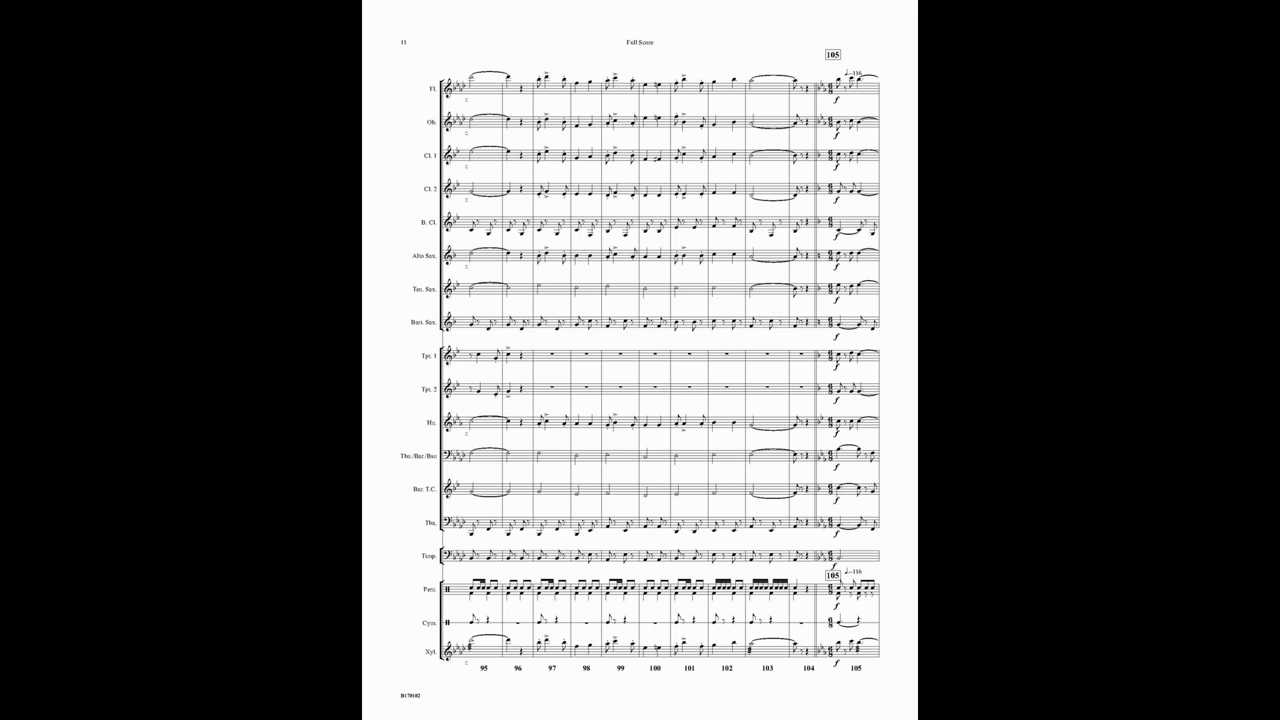 11
Full Score
105
♩=116
Fl.
Ob.
Cl. 1
Cl. 2
B. Cl.
Alto Sax.
Ten. Sax.
Bari. Sax.
Tpt. 1
Tpt. 2
Hn.
Tbn./Bar./Bsn.
Bar. T.C.
Tba.
Timp.
105
♩=116
Perc.
Cym.
Xyl.
95 96 97 98 99 100 101 102 103 104 105
B170102